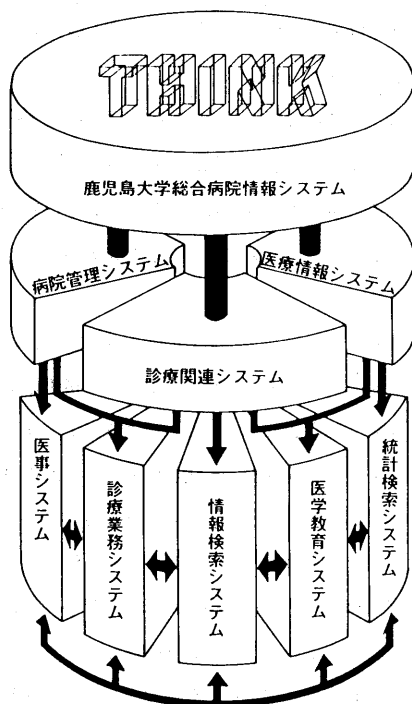 THINK
鹿児島大学総合病院情報システム
病院管理システム
医療情報システム
診療関連システム
医事システム
診療業務システム
情報検索システム
医学教育システム
統計検索システム